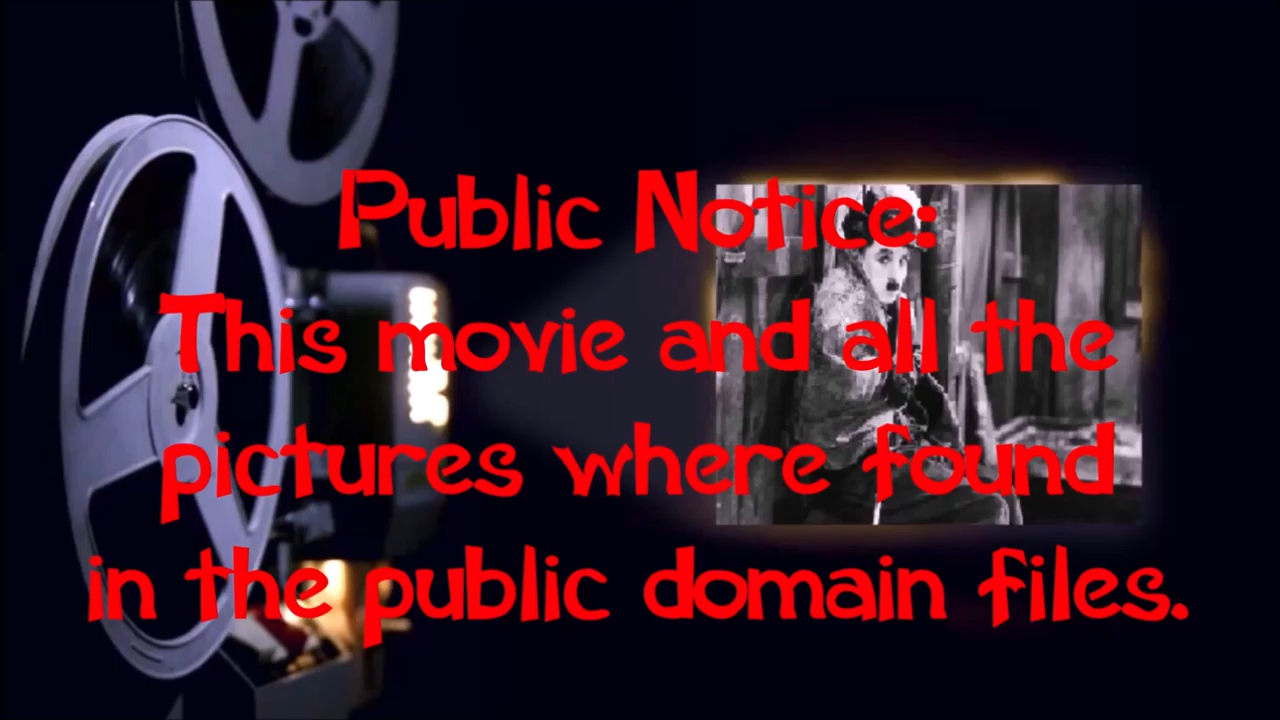 Public Notice:
This movie and all the
pictures where found
in the public domain files.